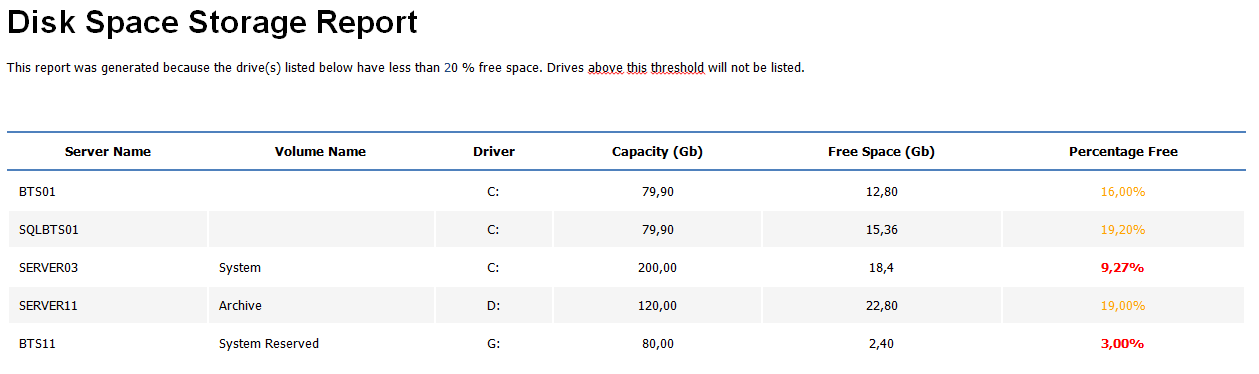 Disk Space Storage Report
This report was generated because the drive(s) listed below have less than 20 % free space. Drives above this threshold will not be listed.
Server Name Volume Name Driver Capacity (Gb) Free Space (Gb) Percentage Free
BTS01 C: 79,90 12,80 16,00%
SQLBTS01 C: 79,90 15,36 19,20%
SERVER03 System C: 200,00 18,4 9,27%
SERVER11 Archive D: 120,00 22,80 19,00%
BTS11 System Reserved G: 80,00 2,40 3,00%